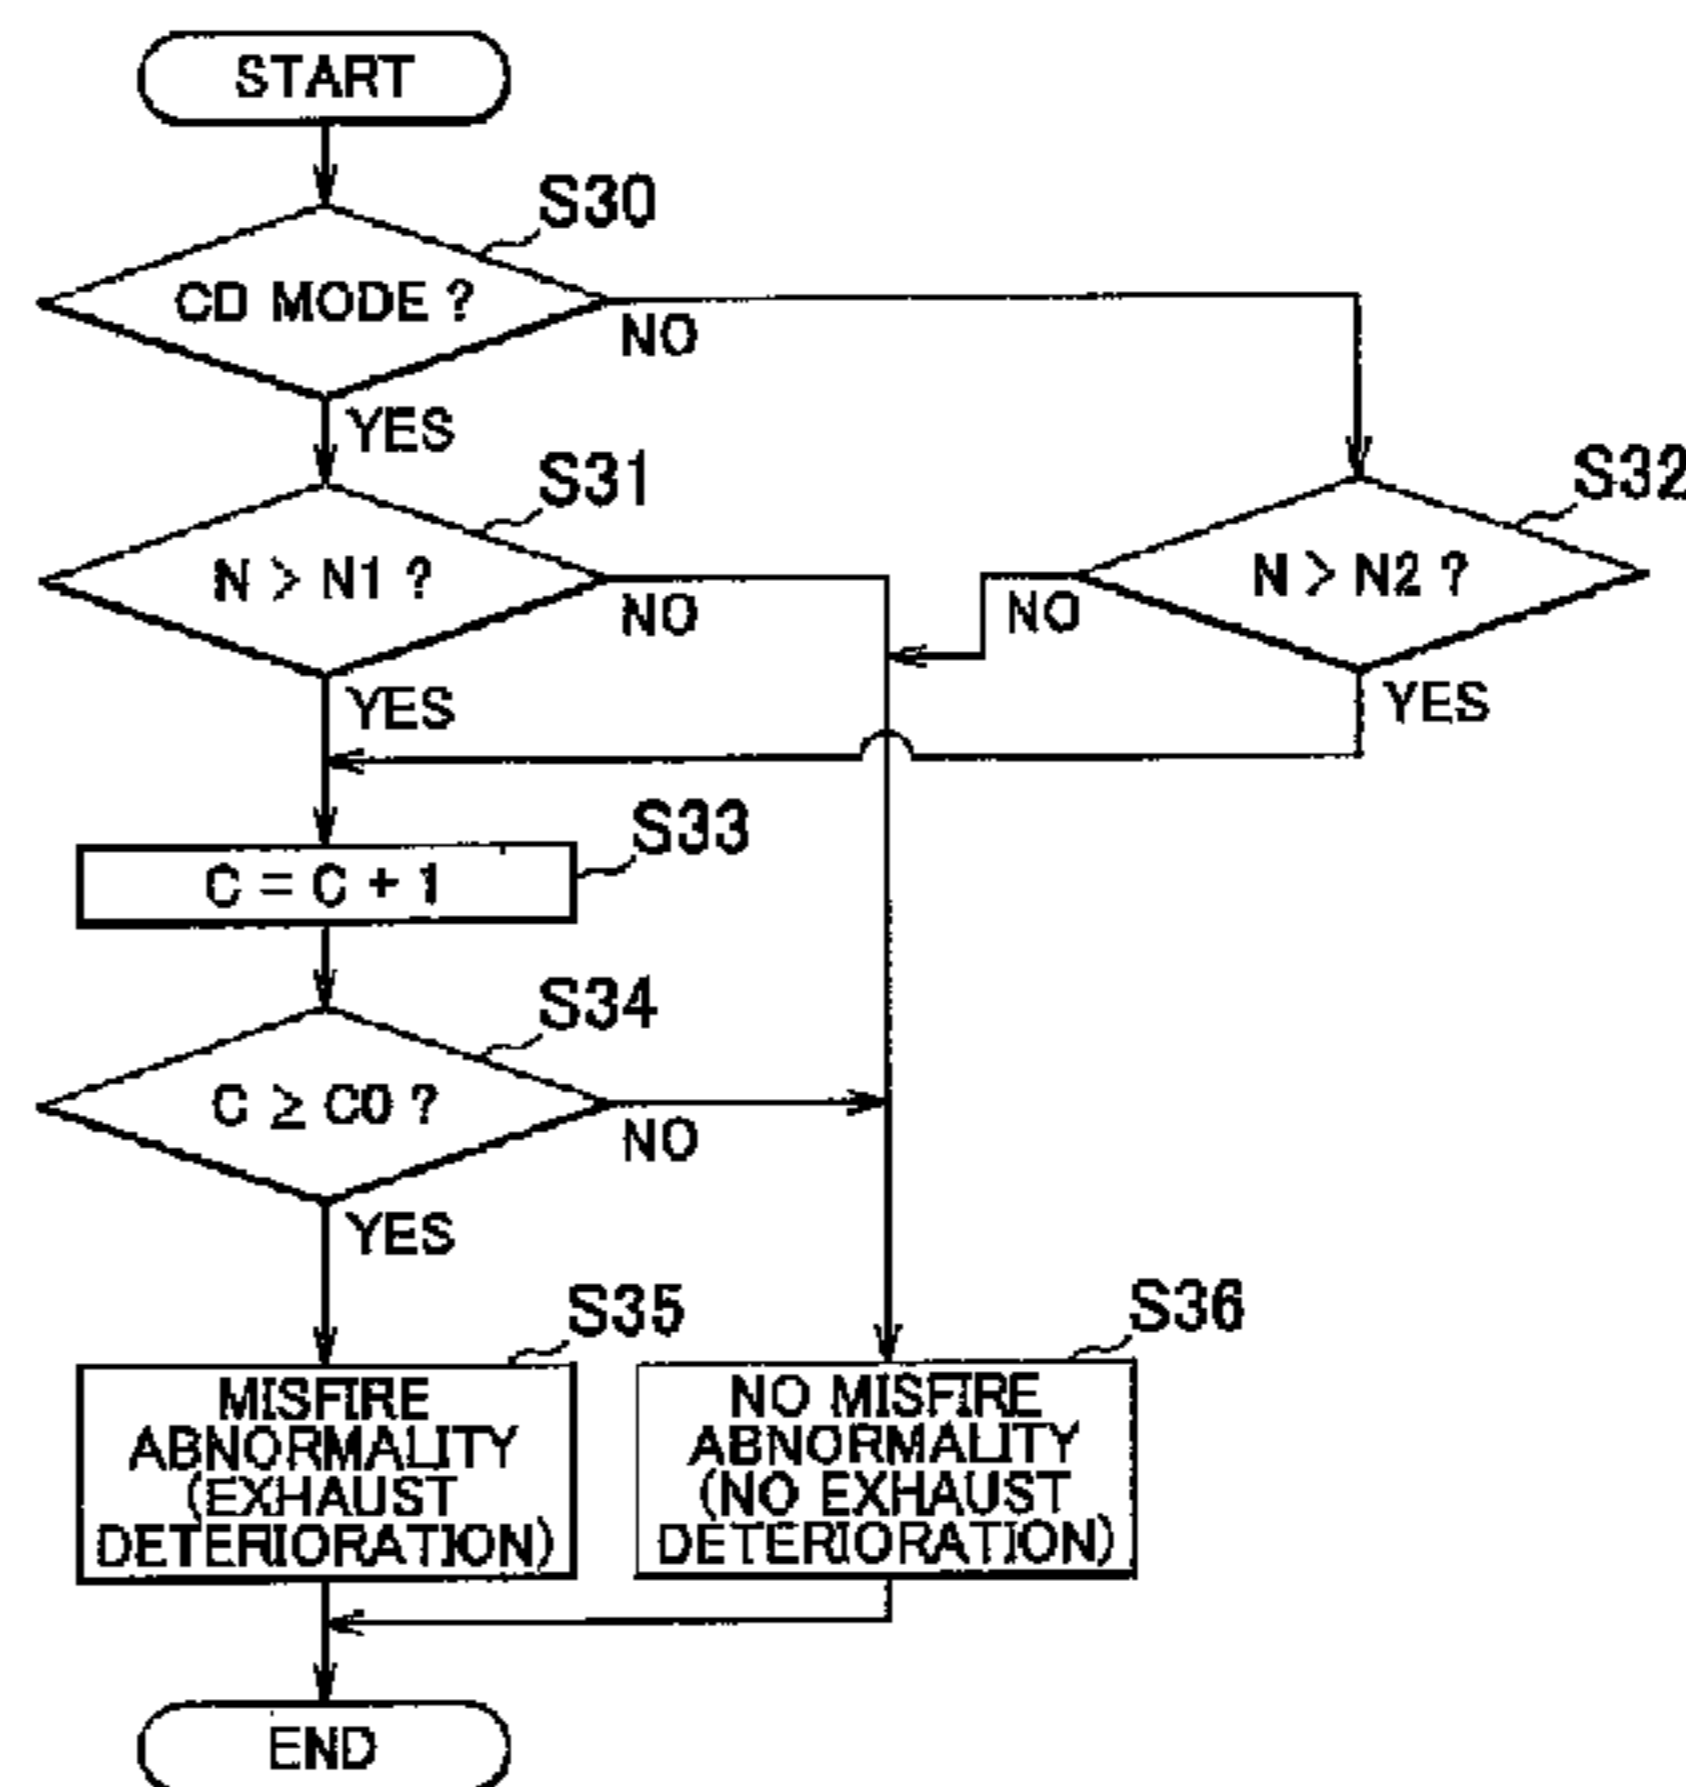 START
S30
CD MODE ?
NO
YES
S31
N > N1 ?
NO
YES
S32
N > N2 ?
NO
YES
S33
C = C + 1
S34
C ≥ C0 ?
NO
YES
S35
MISFIRE
ABNORMALITY
(EXHAUST
DETERIORATION)
S36
NO MISFIRE
ABNORMALITY
(NO EXHAUST
DETERIORATION)
END